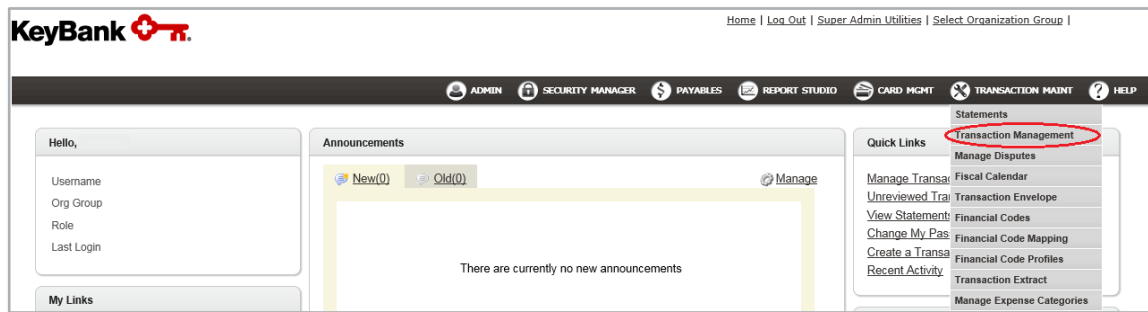 Home | Log Out | Super Admin Utilities | Select Organization Group |
KeyBank
ADMIN SECURITY MANAGER PAYABLES REPORT STUDIO CARD MGMT TRANSACTION MAINT ? HELP
Hello,
Username
Org Group
Role
Last Login
My Links
Announcements
New(0) Old(0) Manage
There are currently no new announcements
Quick Links
Manage Transac
Unreviewed Tra
View Statement
Change My Pas
Create a Transa
Recent Activity
Statements
Transaction Management
Manage Disputes
Fiscal Calendar
Transaction Envelope
Financial Codes
Financial Code Mapping
Financial Code Profiles
Transaction Extract
Manage Expense Categories